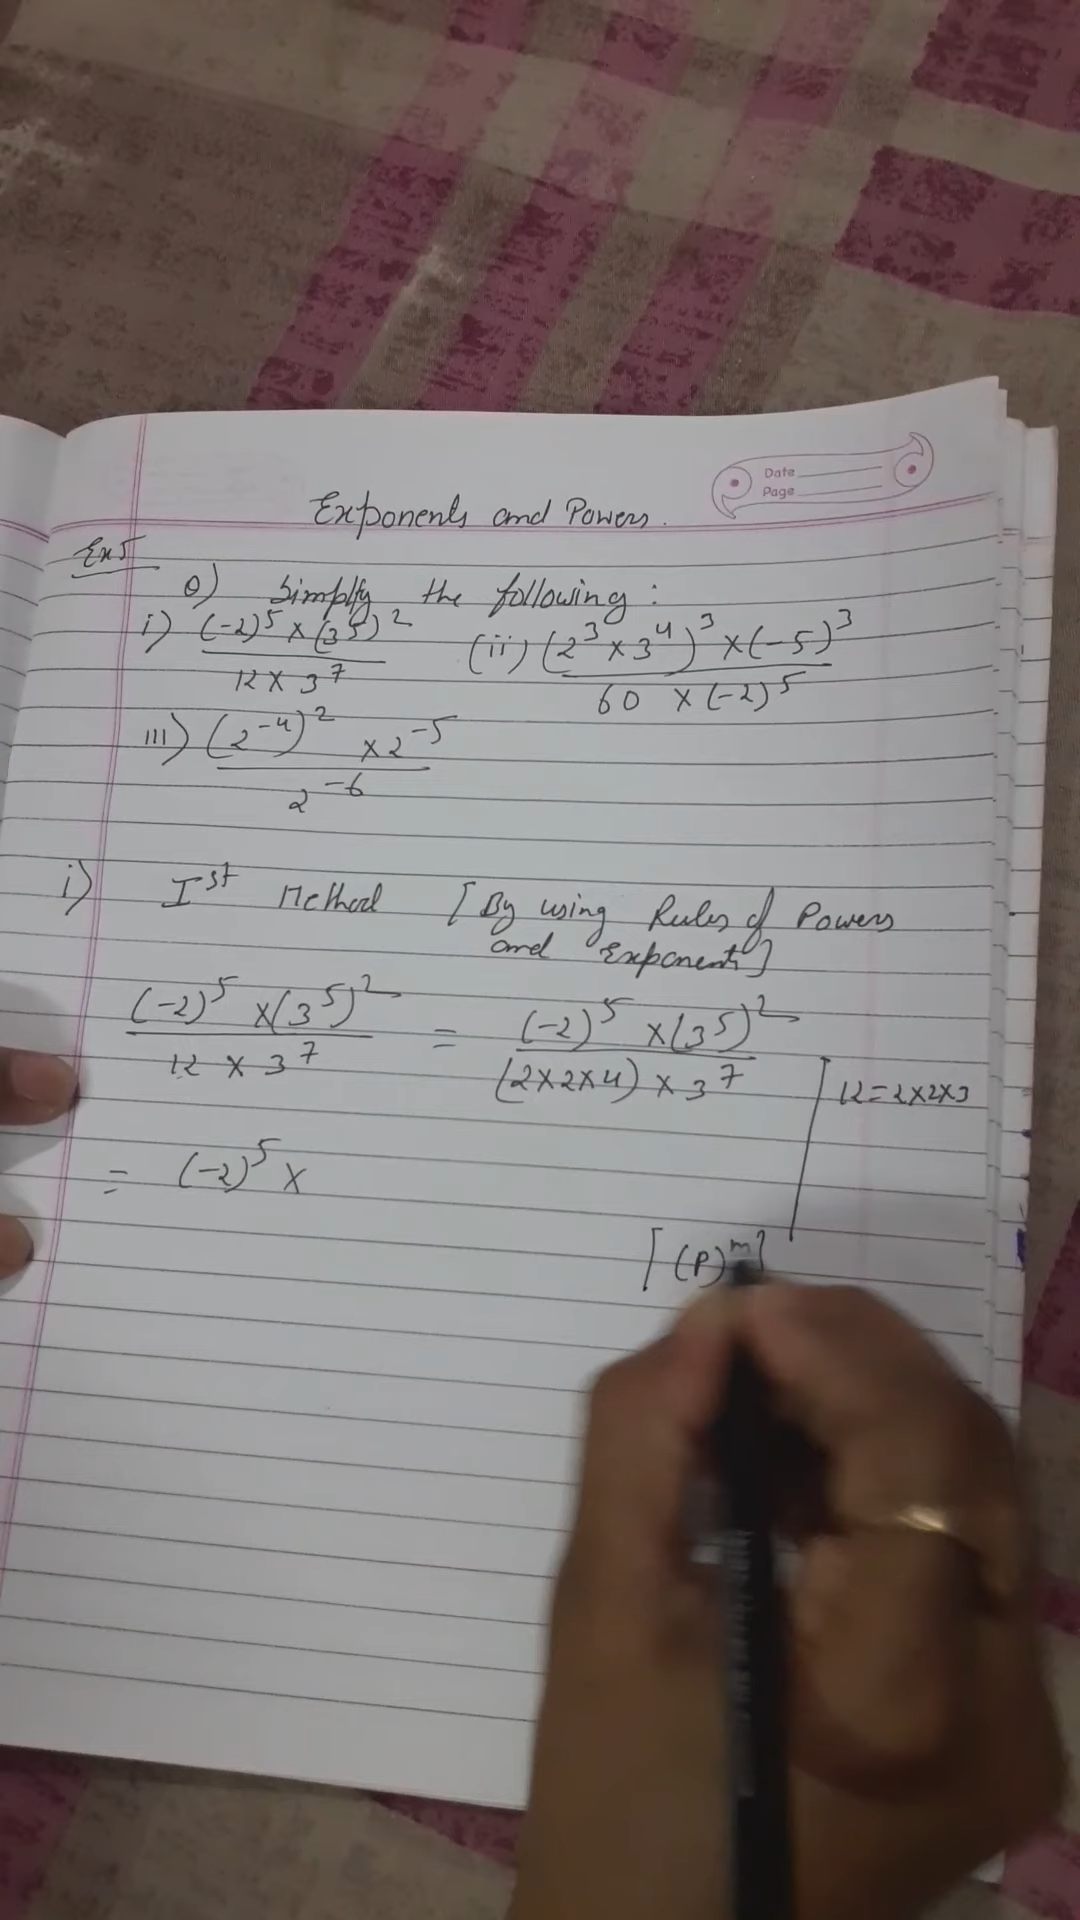 Date
Page
Exponents and Powers.
Ex 5
Q) Simplfy the following :
i) (-2)^5 × (3^5)^2 / 12 × 3^7 (ii) (2^3 × 3^4)^3 × (-5)^3 / 60 × (-2)^5
iii) (2^-4)^2 × 2^-5 / 2^-6
i) Ist Method [By using Rules of Powers
and Exponents]
(-2)^5 × (3^5)^2 / 12 × 3^7 = (-2)^5 × (3^5)^2 / (2×2×4) × 3^7
12=2×2×3
= (-2)^5 ×
[(P)^m]